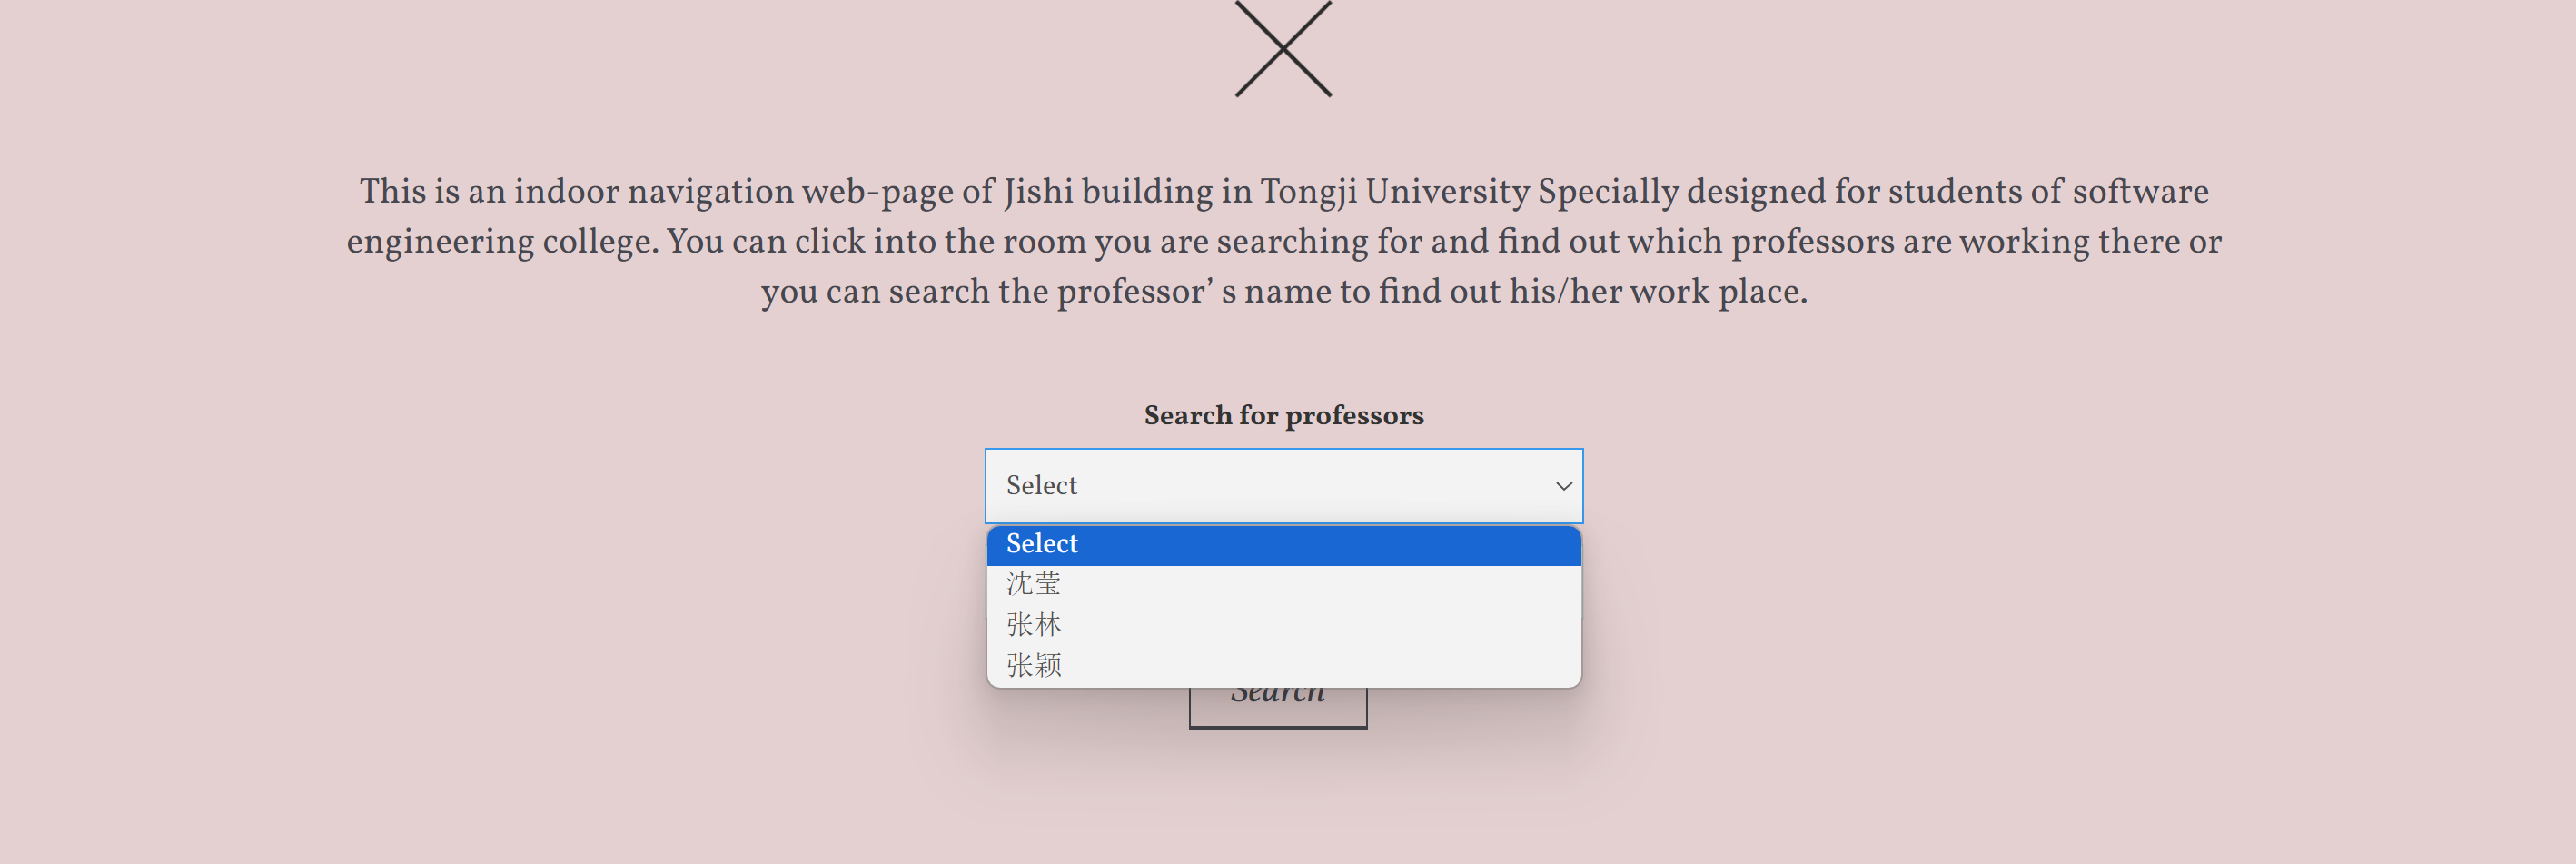 This is an indoor navigation web-page of Jishi building in Tongji University Specially designed for students of software
engineering college. You can click into the room you are searching for and find out which professors are working there or
you can search the professor’ s name to find out his/her work place.
Search for professors
Select
Select
沈莹
张林
张颖
Search